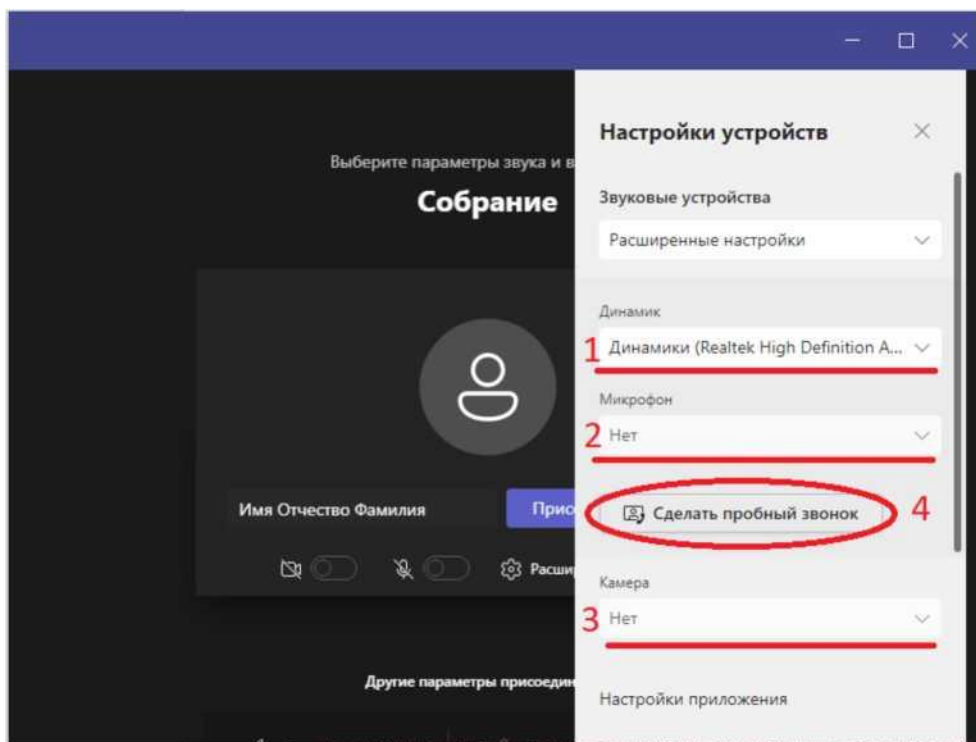 Выберите параметры звука и в
Собрание
Имя Отчество Фамилия
Прис
Расши
Другие параметры присоедин
Настройки устройств
Звуковые устройства
Расширенные настройки
Динамик
1 Динамики (Realtek High Definition A...
Микрофон
2 Нет
Сделать пробный звонок 4
Камера
3 Нет
Настройки приложения